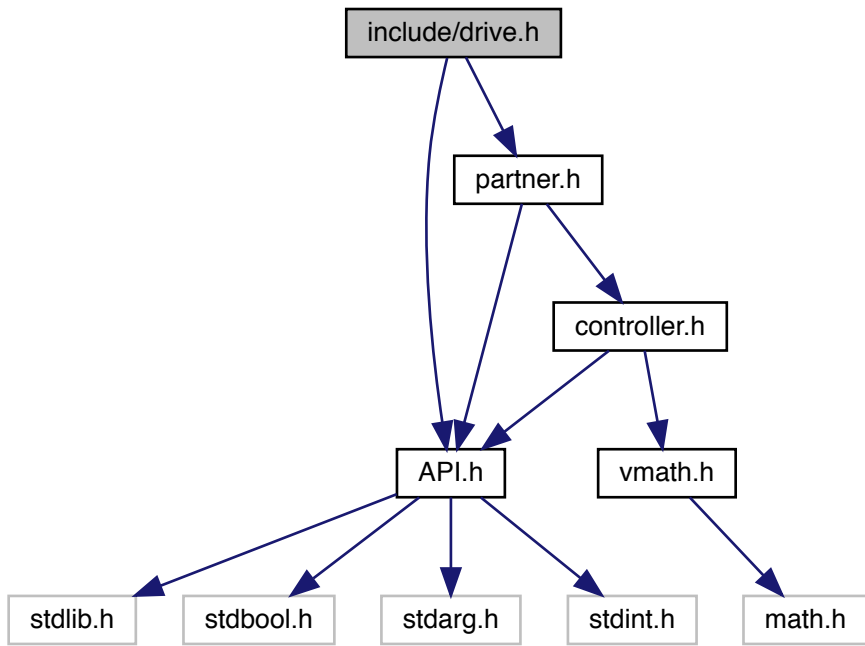 include/drive.h
partner.h
controller.h
API.h
vmath.h
stdlib.h
stdbool.h
stdarg.h
stdint.h
math.h